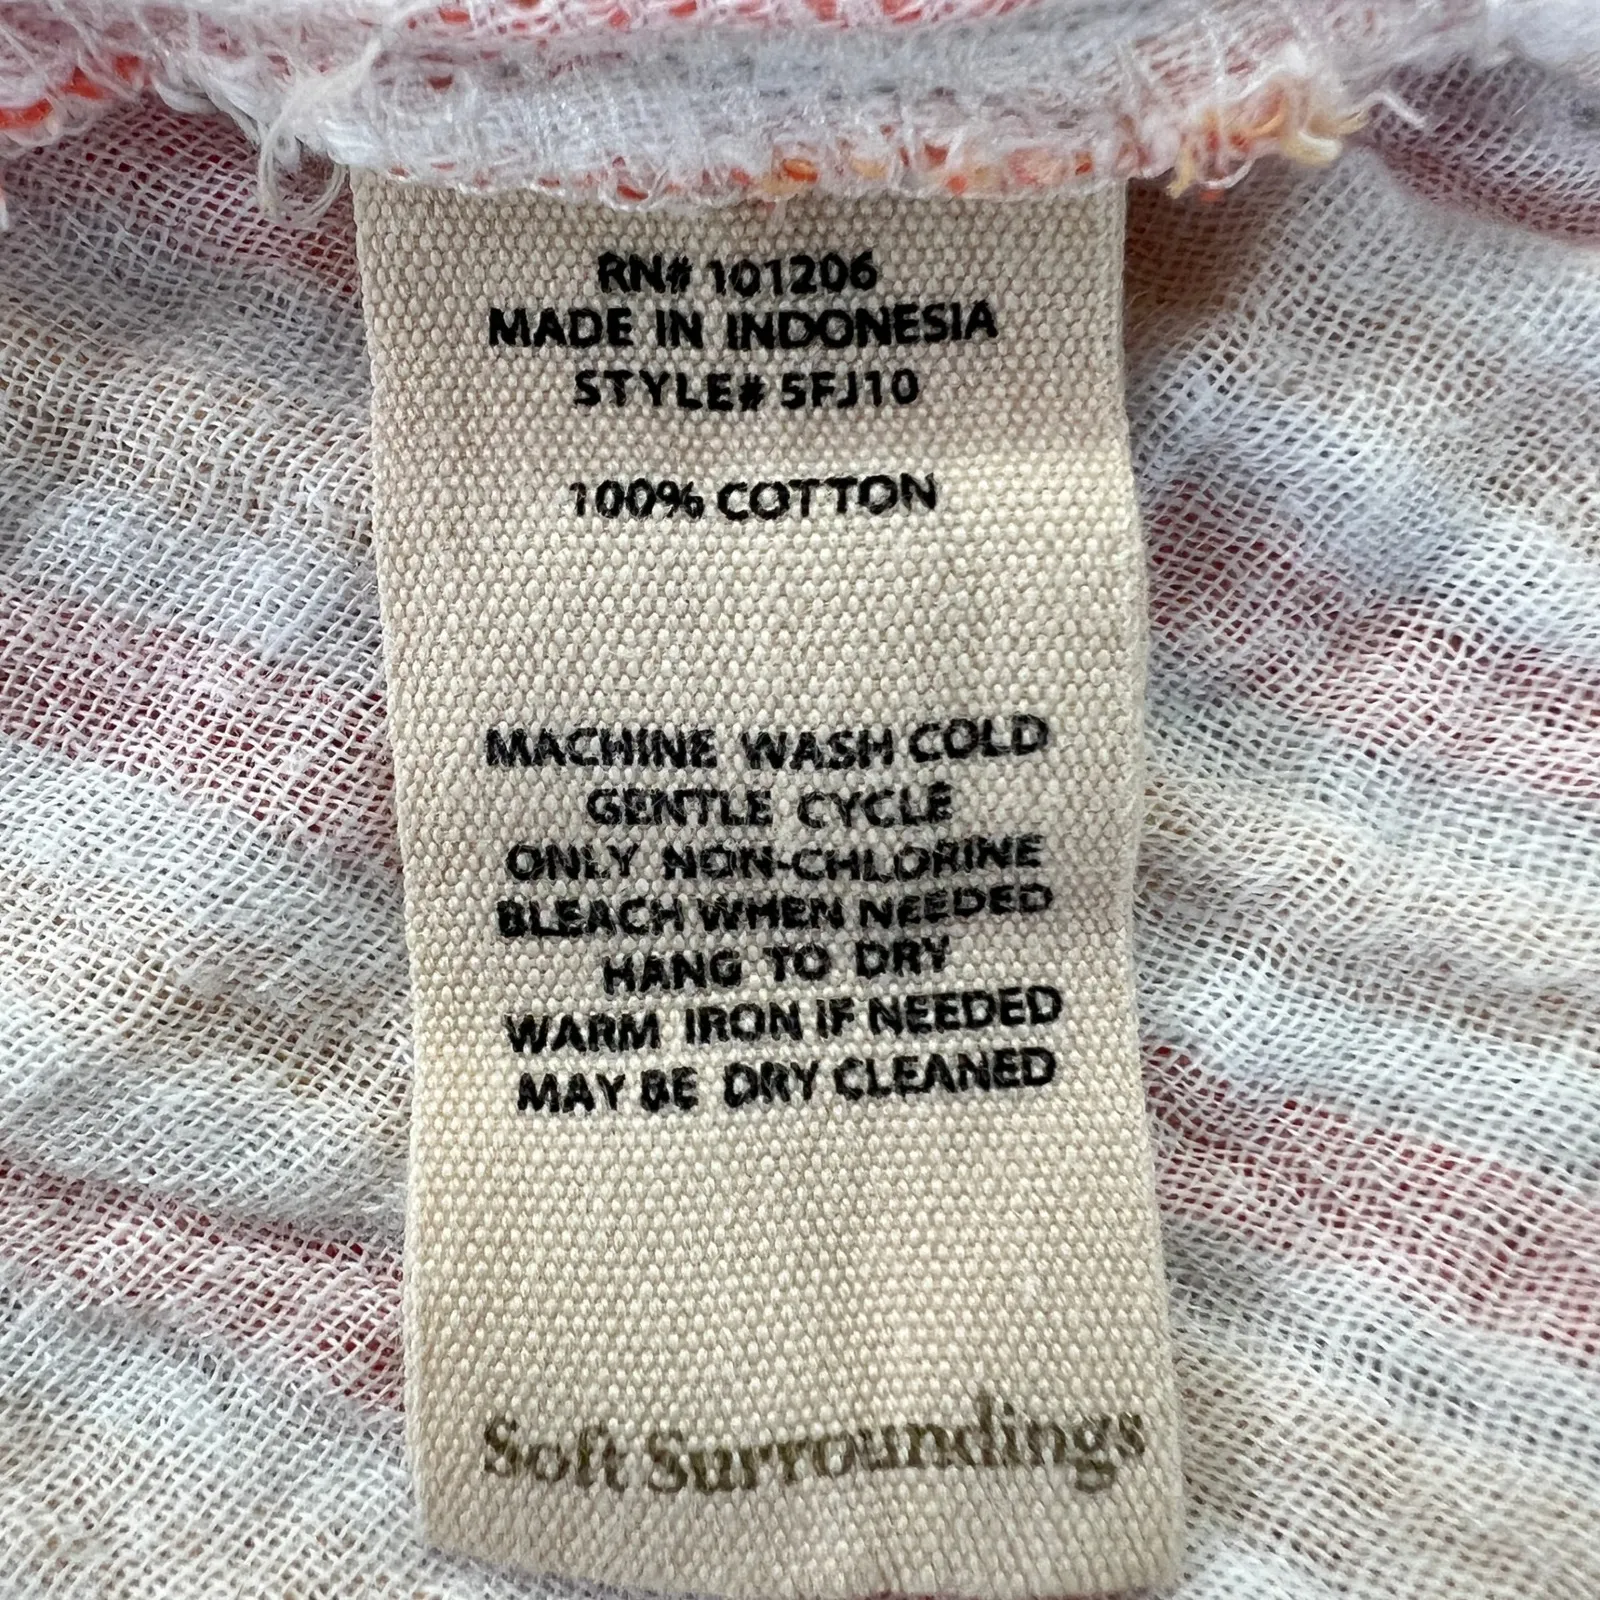 RN# 101206
MADE IN INDONESIA
STYLE# 5FJ10
100% COTTON
MACHINE WASH COLD
GENTLE CYCLE
ONLY NON-CHLORINE
BLEACH WHEN NEEDED
HANG TO DRY
WARM IRON IF NEEDED
MAY BE DRY CLEANED
Soft Surroundings